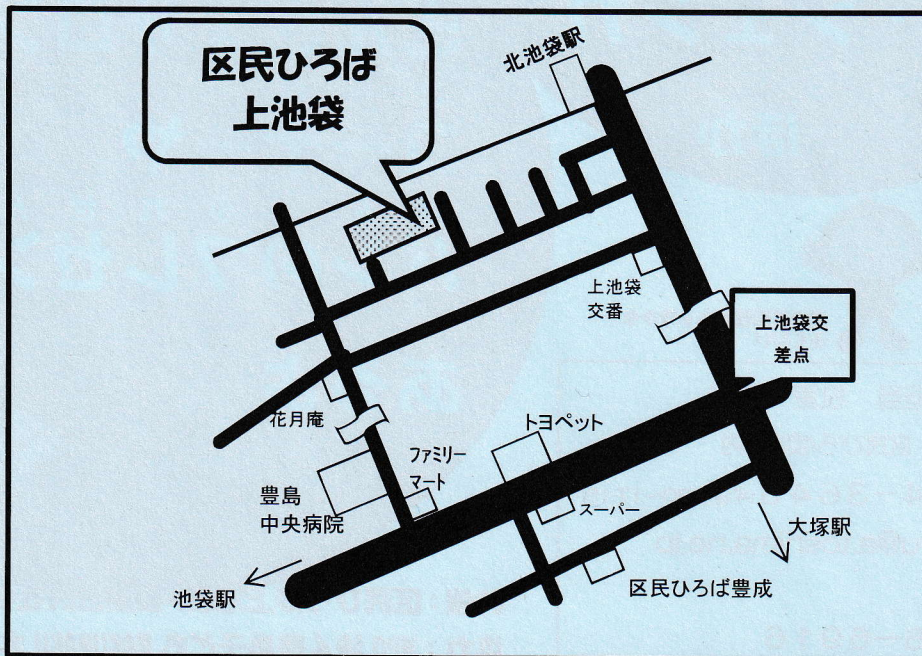 区民ひろば
上池袋
北池袋駅
上池袋
交番
上池袋交
差点
花月庵
トヨペット
ファミリー
マート
豊島
中央病院
スーパー
大塚駅
池袋駅
区民ひろば豊成